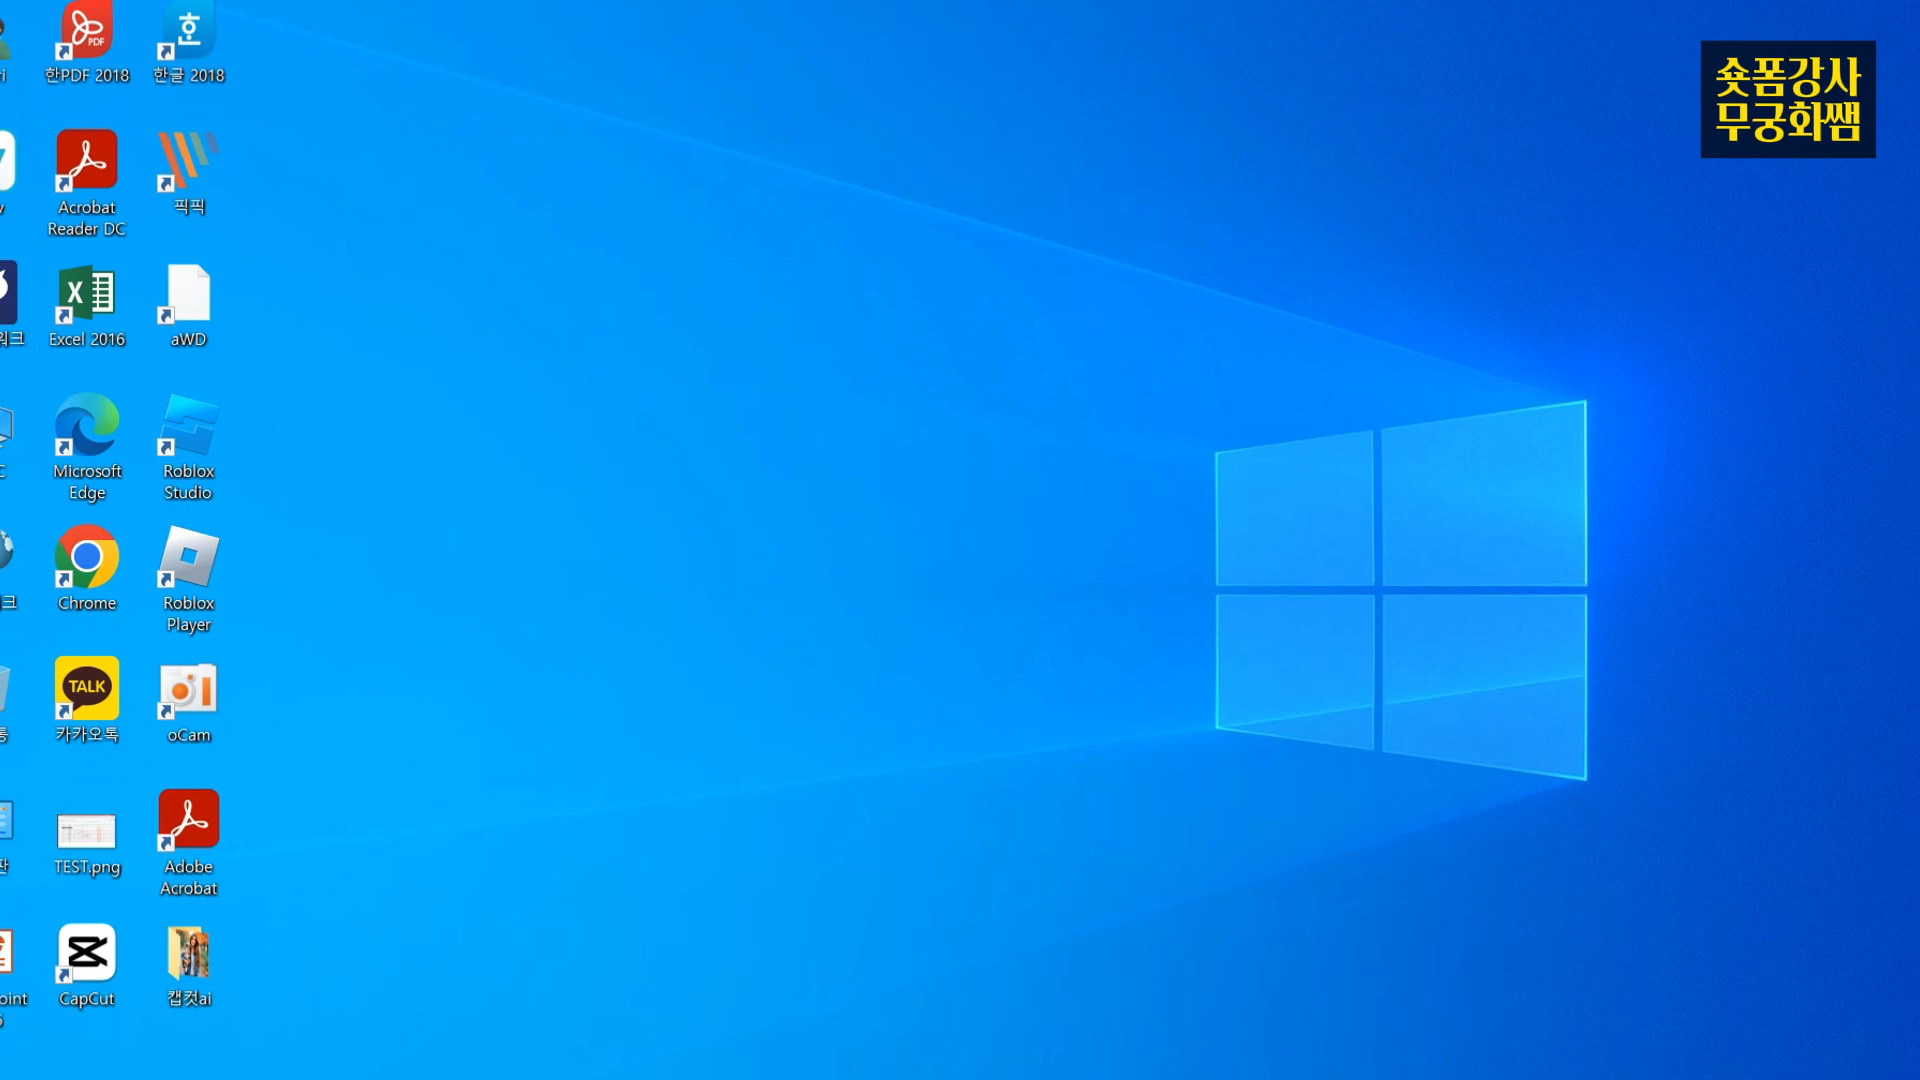 한PDF 2018
한글 2018
Acrobat
Reader DC
픽픽
Excel 2016
aWD
Microsoft
Edge
Roblox
Studio
Chrome
Roblox
Player
TALK
카카오톡
oCam
TEST.png
Adobe
Acrobat
CapCut
캡컷ai
숏폼강사
무궁화쌤